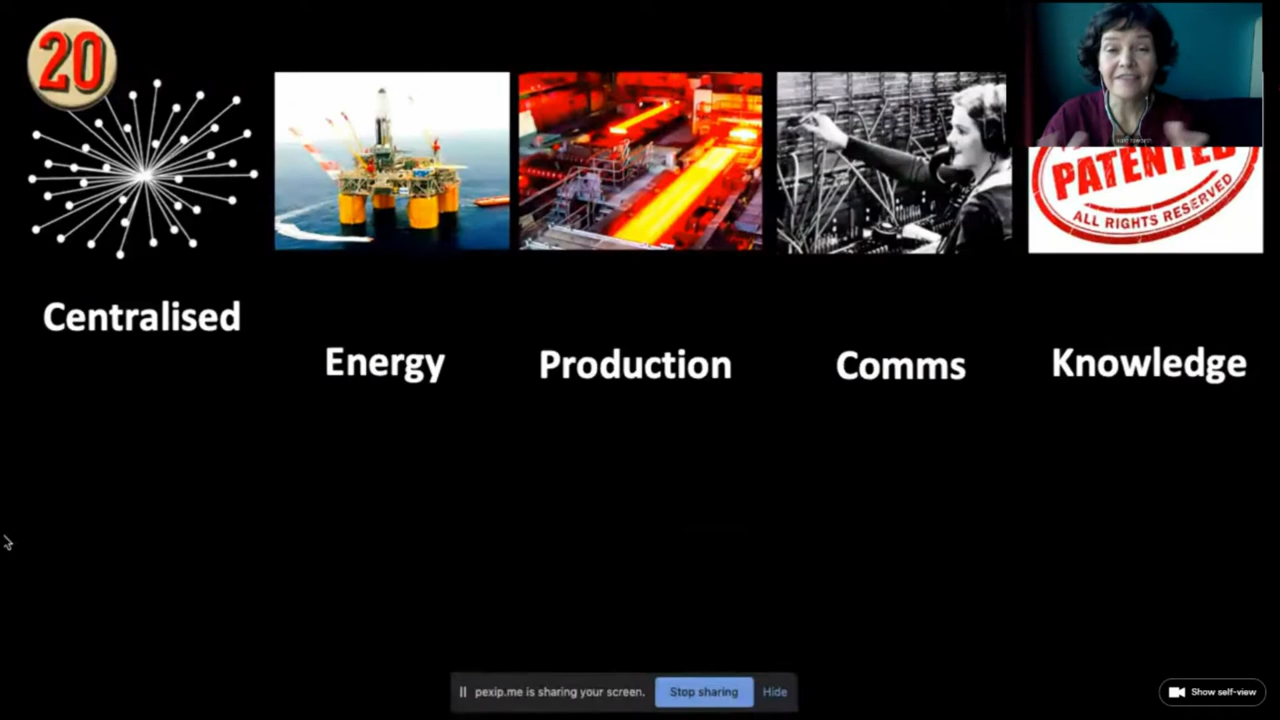 20
PATENTED
ALL RIGHTS RESERVED
Centralised
Energy
Production
Comms
Knowledge
pexip.me is sharing your screen.
Stop sharing
Hide
Show self-view